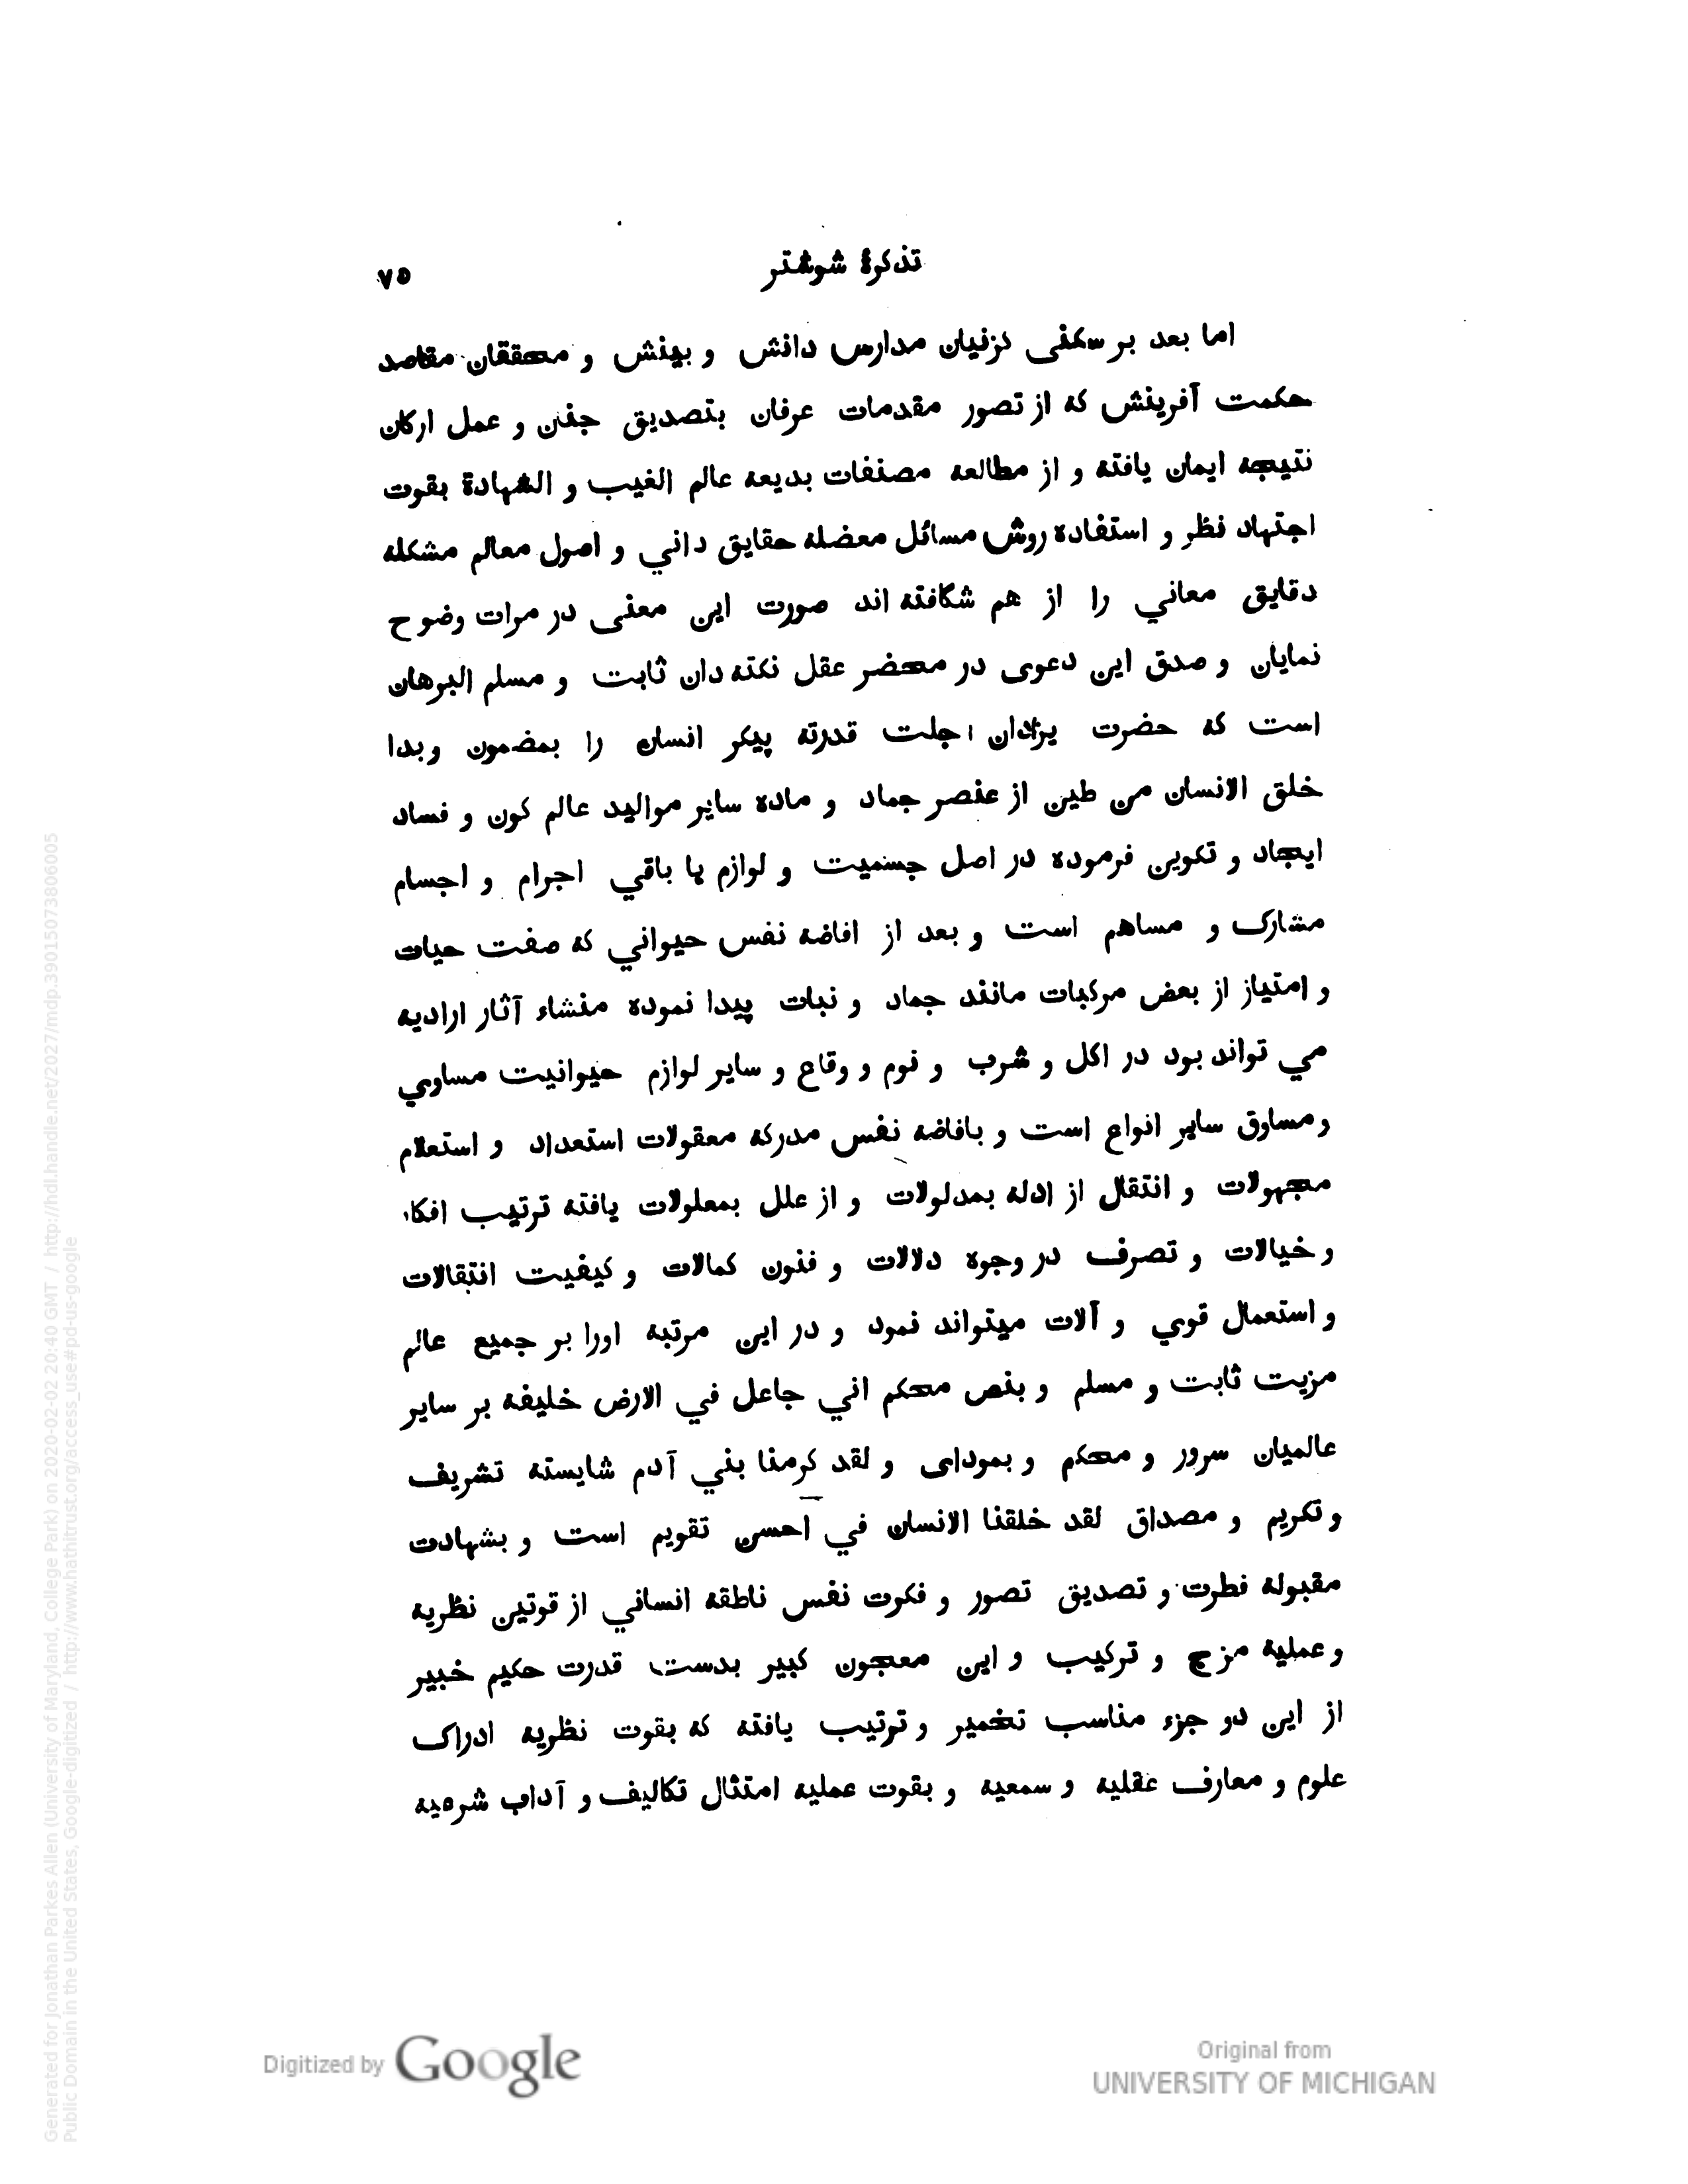 تذكرۀ شوشتر
٧٥
اما بعد بر سکفی کزنیان مدارس دانش و بینش و محققان مقاصد
حکمت آفرینش که از تصور مقدمات عرفان بتصدیق جنن و عمل ارکان
نتیجه ایمان یافته و از مطالعه مصنفات بدیعه عالم الغیب و الشهادة بقوت
اجتهاد نظر و استفاده روش مسائل معضله حقایق داني و اصول معالم مشکله
دقایق معاني را از هم شکافته اند صورت این معنی در مرات وضوح
نمایان و صدق این دعوی در محضر عقل نکته دان ثابت و مسلم البرهان
است که حضرت یزدان جلت قدرته پیکر انسان را بمضمون وبدا
خلق الانسان من طین از عنصر جماد و ماده سایر موالید عالم کون و فساد
ایجاد و تکوین فرموده در اصل جسمیت و لوازم با باقي اجرام و اجسام
مشارک و مساهم است و بعد از افاضه نفس حیواني که صفت حیات
و امتیاز از بعض مرکبات مانند جماد و نبات پیدا نموده منشاء آثار ارادیه
مي تواند بود در اکل و شرب و نوم و وقاع و سایر لوازم حیوانیت مساوي
و مساوق سایر انواع است و بافاضه نفس مدرکه معقولات استعداد و استعلام
مجهولات و انتقال از ادله بمدلولات و از علل بمعلولات یافته ترتیب افکا
و خیالات و تصرف در وجوه دلالات و فنون کمالات و کیفیت انتقالات
و استعمال قوي و آلات میتواند نمود و در این مرتبه اورا بر جمیع عالم
مزیت ثابت و مسلم و بنص محکم اني جاعل في الارض خلیفه بر سایر
عالمیان سرور و محکم و بمودای و لقد کرمنا بني آدم شایسته تشریف
و تکریم و مصداق لقد خلقنا الانسان في احسن تقویم است و بشهادت
مقبوله فطرت و تصدیق تصور و فکرت نفس ناطقه انساني از قوتین نظریه
و عملیه مزج و ترکیب و این معجون کبیر بدست قدرت حکیم خبیر
از این دو جزء مناسب تخمیر و ترتیب یافته که بقوت نظریه ادراک
علوم و معارف عقلیه و سمعیه و بقوت عملیه امتثال تکالیف و آداب شرعیه
Digitized by Google
Original from
UNIVERSITY OF MICHIGAN
Generated for Jonathan Parkes Allen (University of Maryland, College Park) on 2020-02-02 20:40 GMT / http://hdl.handle.net/2027/mdp.39015073806005
Public Domain in the United States, Google-digitized / http://www.hathitrust.org/access_use#pd-us-google